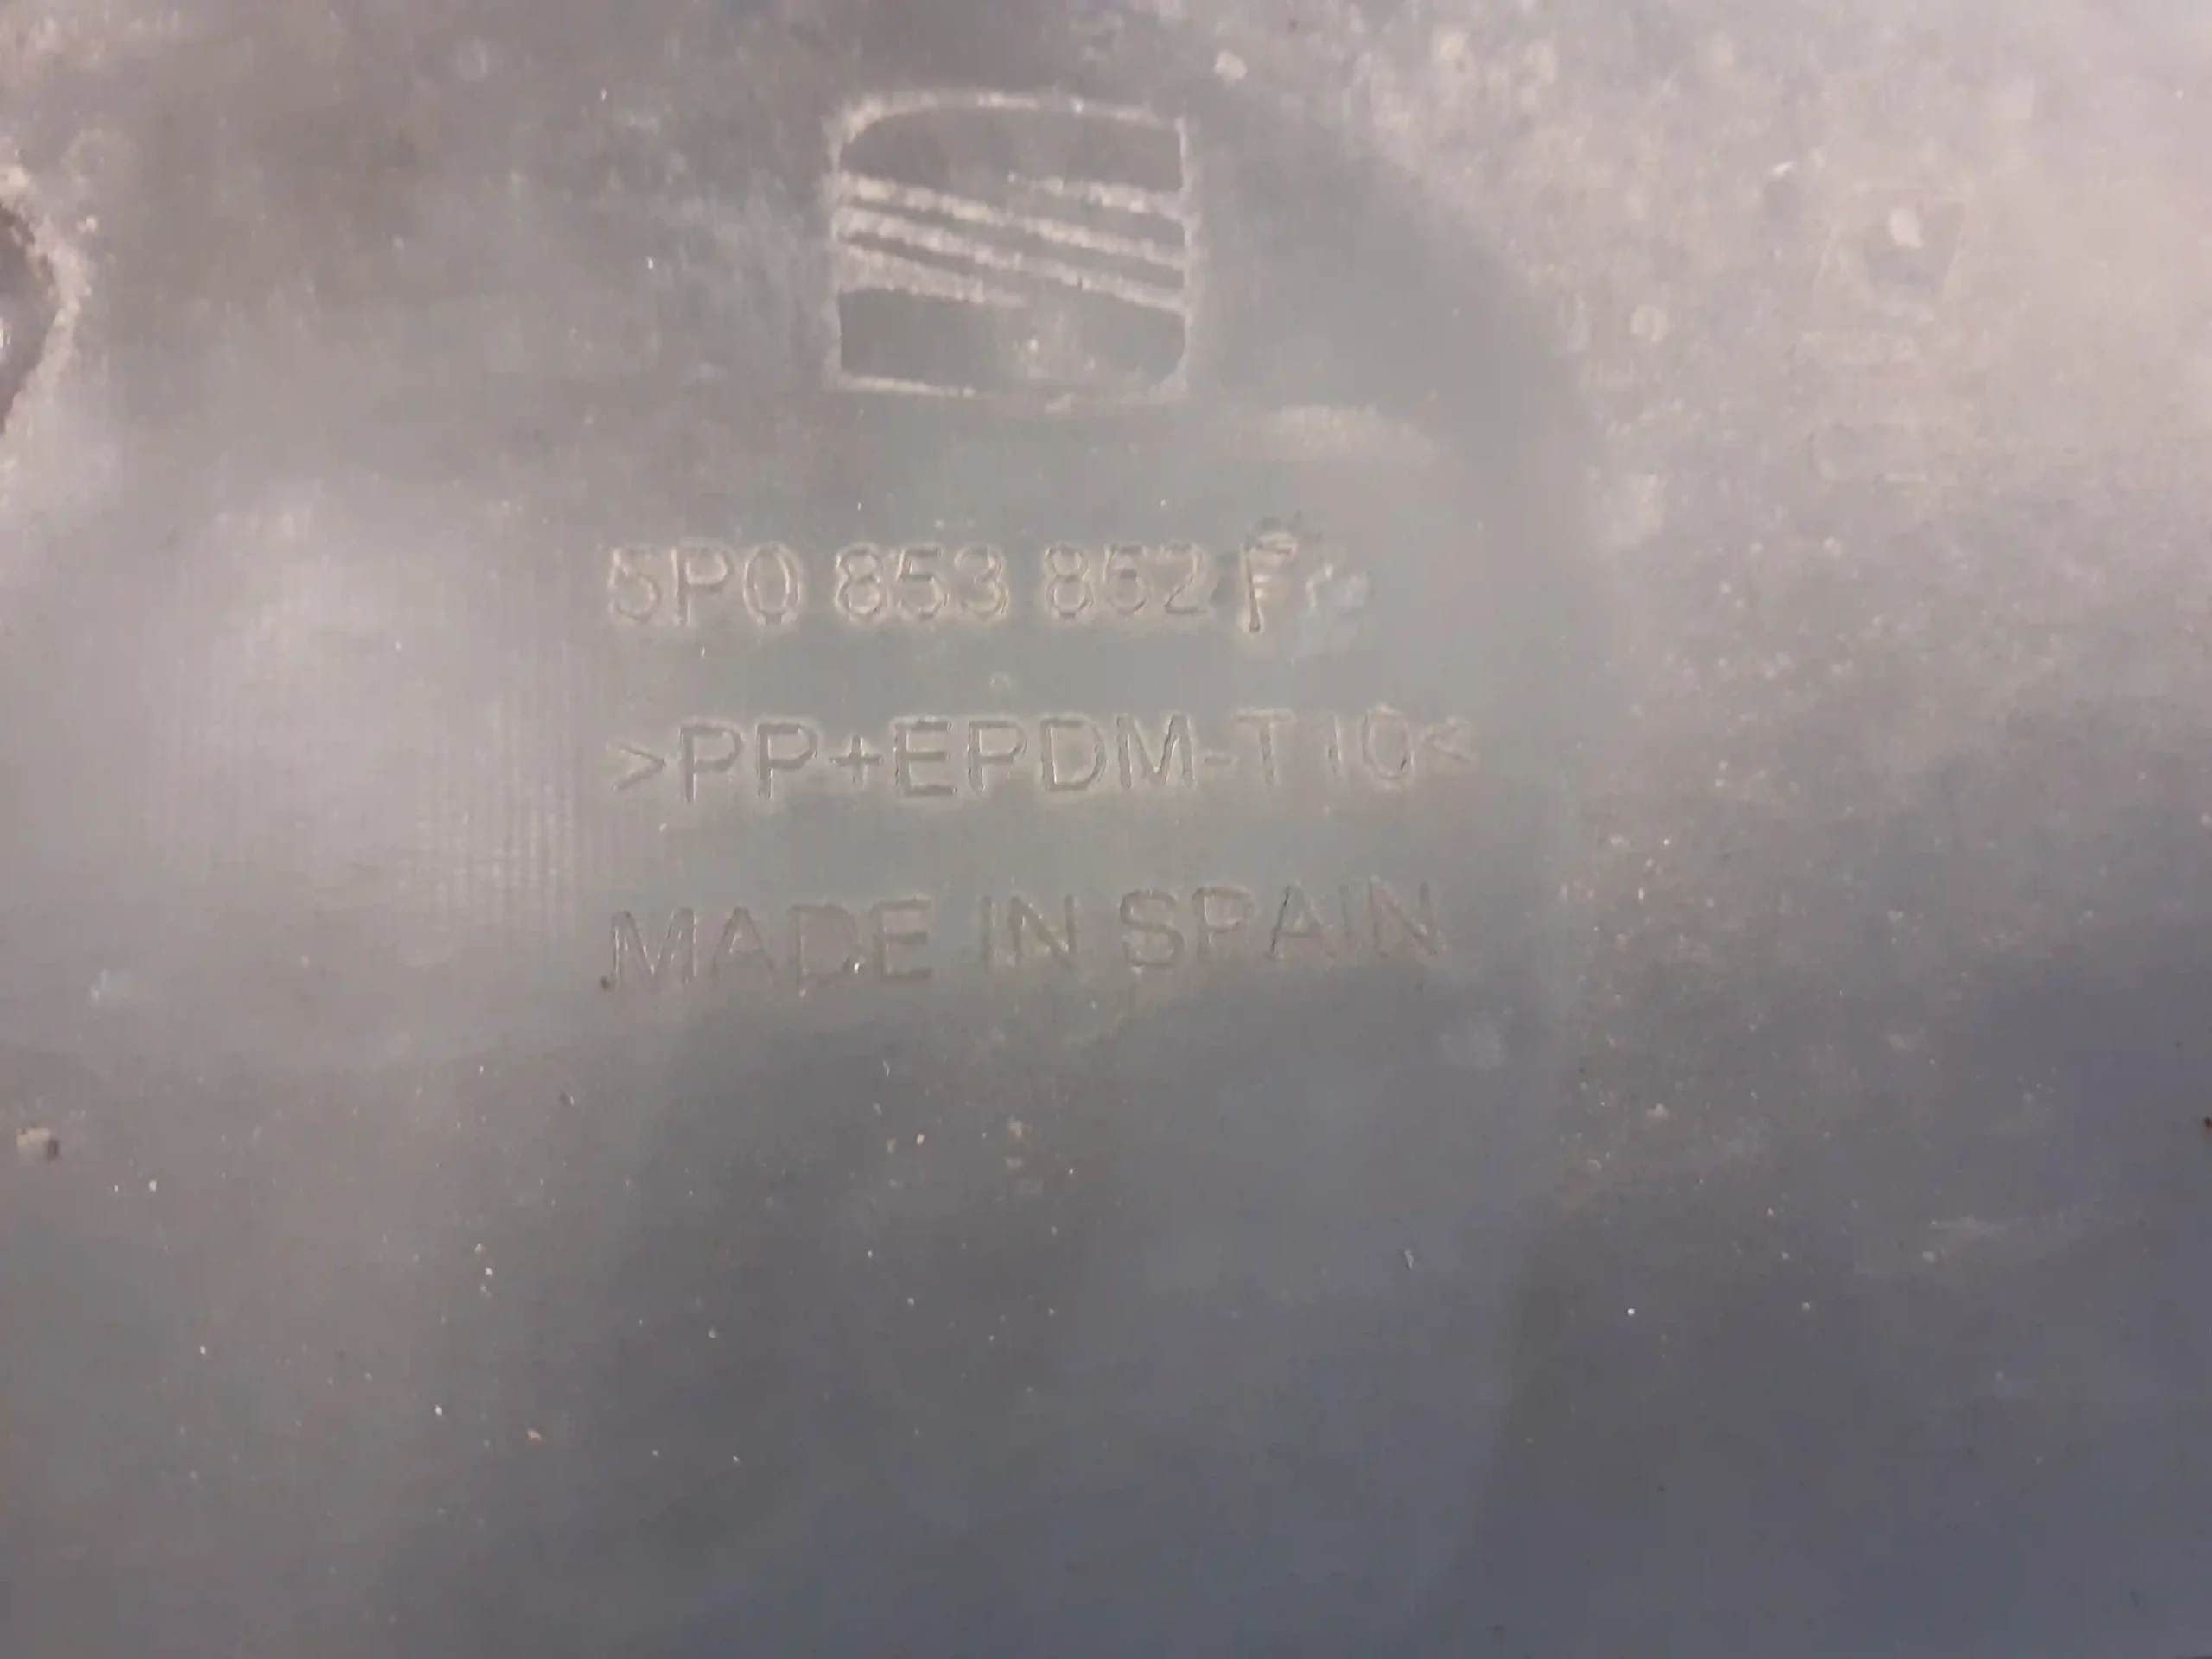 5P0 853 852 F
>PP+EPDM-T10<
MADE IN SPAIN